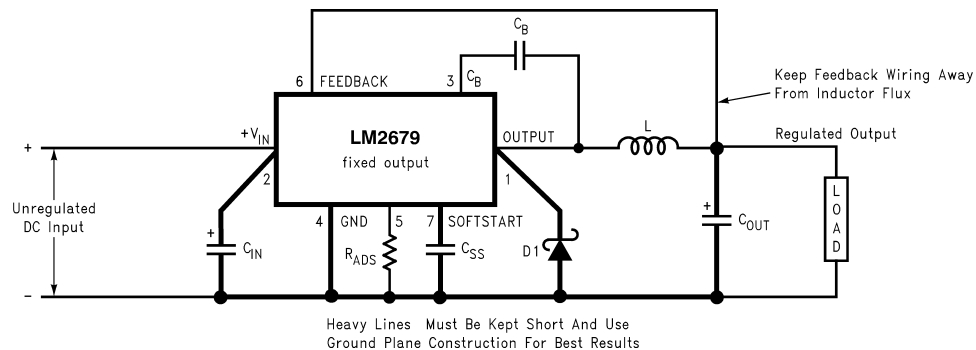 C_B
6 FEEDBACK
3 C_B
Keep Feedback Wiring Away
From Inductor Flux
+
+V_IN
LM2679
fixed output
OUTPUT
L
Regulated Output
2
1
Unregulated
DC Input
4 GND
5
7 SOFTSTART
+
C_IN
R_ADS
C_SS
D1
+
C_OUT
LOAD
−
Heavy Lines Must Be Kept Short And Use
Ground Plane Construction For Best Results